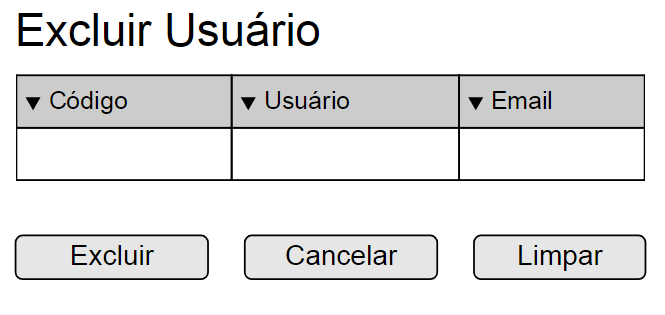 Excluir Usuário
Código Usuário Email
Excluir Cancelar Limpar